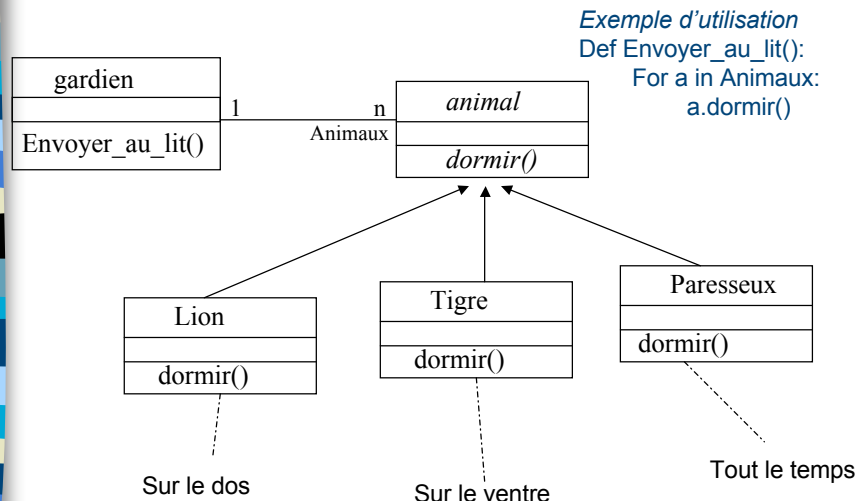 Exemple d’utilisation
Def Envoyer_au_lit():
For a in Animaux:
a.dormir()
gardien
Envoyer_au_lit()
1
n
Animaux
animal
dormir()
Lion
dormir()
Tigre
dormir()
Paresseux
dormir()
Sur le dos
Sur le ventre
Tout le temps